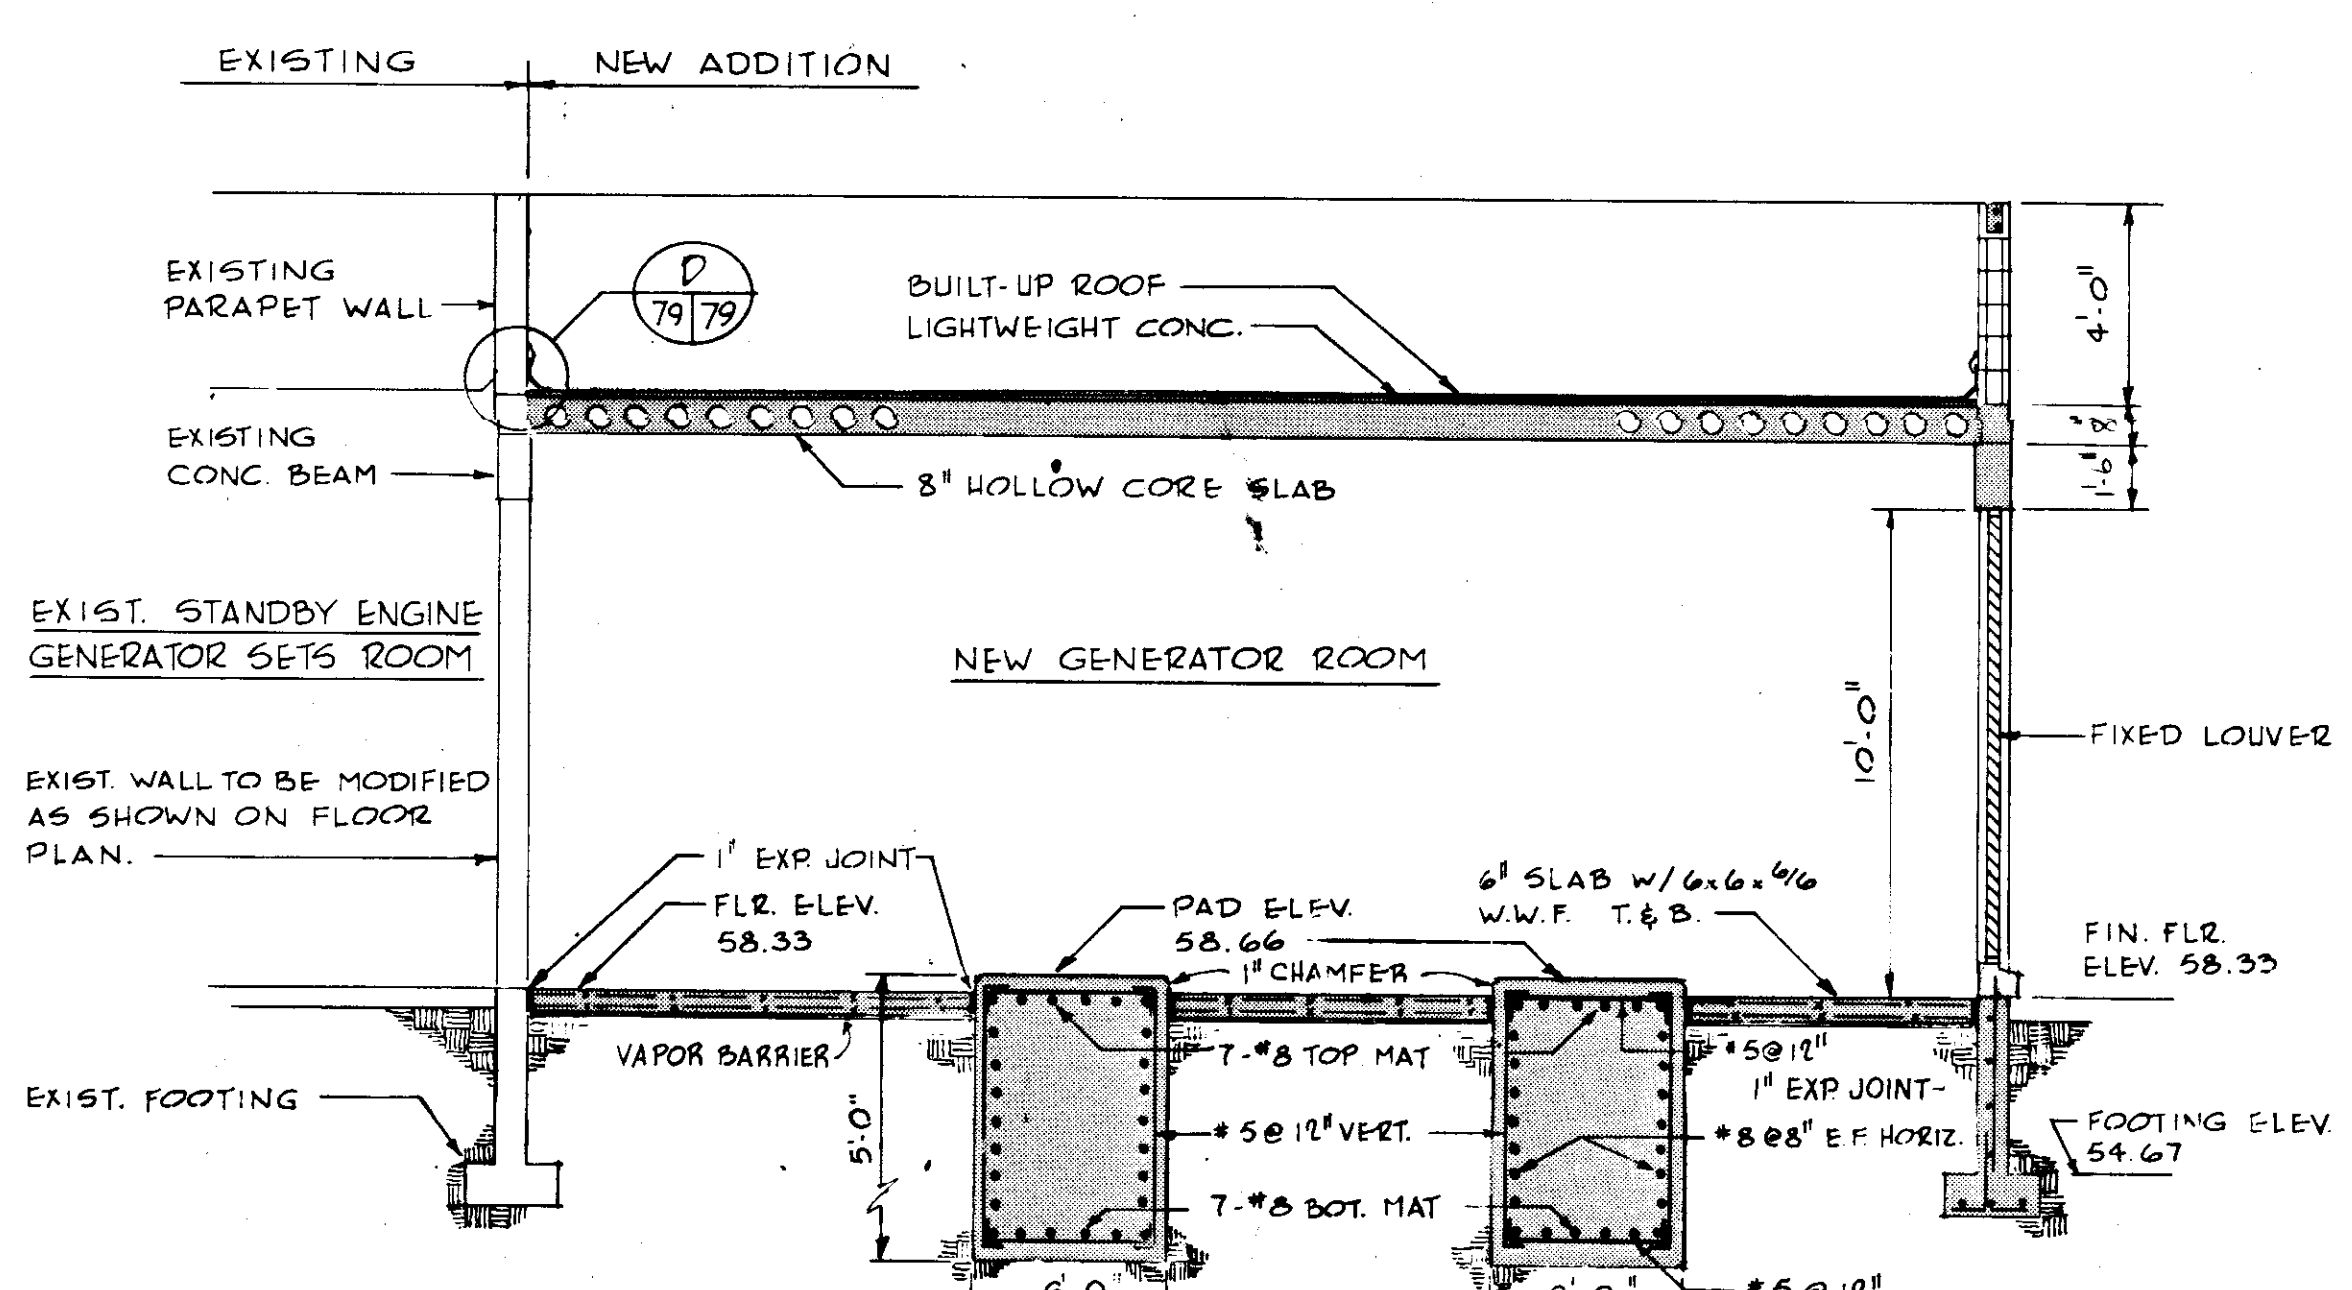 EXISTING
NEW ADDITION
EXISTING
PARAPET WALL
D
79 79
BUILT-UP ROOF
LIGHTWEIGHT CONC.
4'-0"
8"
1'-6"
EXISTING
CONC. BEAM
8" HOLLOW CORE SLAB
EXIST. STANDBY ENGINE
GENERATOR SETS ROOM
NEW GENERATOR ROOM
10'-0"
FIXED LOUVER
EXIST. WALL TO BE MODIFIED
AS SHOWN ON FLOOR
PLAN.
1" EXP. JOINT
FLR. ELEV.
58.33
PAD ELEV.
58.66
1" CHAMFER
6" SLAB W/ 6x6x6/6
W.W.F. T. & B.
FIN. FLR.
ELEV. 58.33
VAPOR BARRIER
7-#8 TOP MAT
#5@12"
1" EXP. JOINT
EXIST. FOOTING
5'-0"
#5@12" VERT.
#8@8" E.F. HORIZ.
FOOTING ELEV.
54.67
7-#8 BOT. MAT
#5@12"